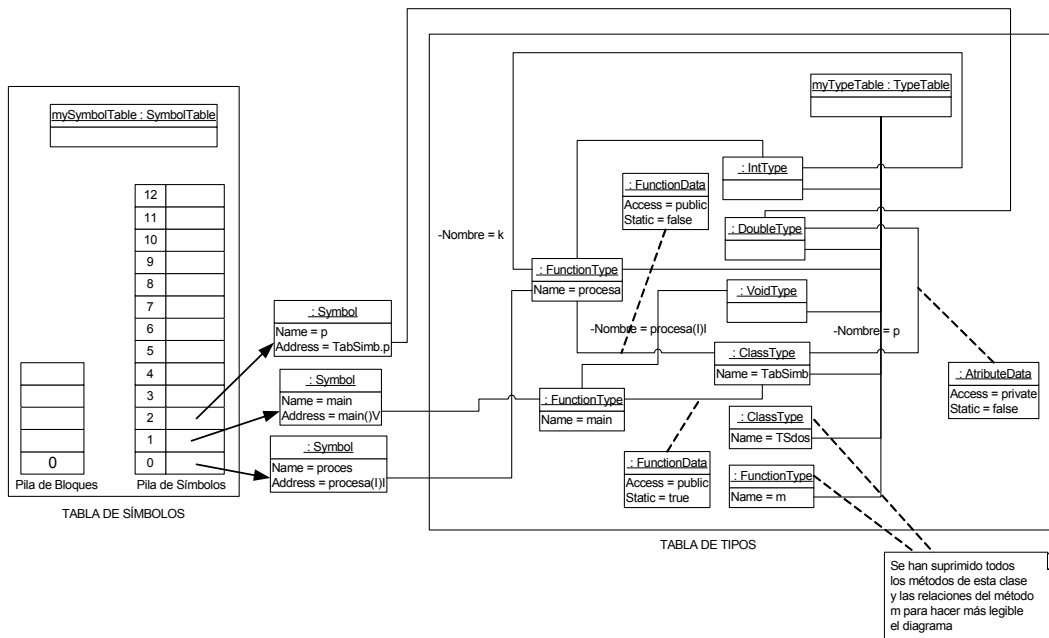 mySymbolTable : SymbolTable
12
11
10
9
8
7
6
5
4
3
2
1
0
0
Pila de Bloques
Pila de Símbolos
TABLA DE SÍMBOLOS
: Symbol
Name = p
Address = TabSimb.p
: Symbol
Name = main
Address = main()V
: Symbol
Name = proces
Address = procesa(I)I
myTypeTable : TypeTable
: IntType
: FunctionData
Access = public
Static = false
: DoubleType
-Nombre = k
: FunctionType
Name = procesa
: VoidType
-Nombre = procesa(I)I
-Nombre = p
: ClassType
Name = TabSimb
: AtributeData
Access = private
Static = false
: FunctionType
Name = main
: ClassType
Name = TSdos
: FunctionData
Access = public
Static = true
: FunctionType
Name = m
TABLA DE TIPOS
Se han suprimido todos
los métodos de esta clase
y las relaciones del método
m para hacer más legible
el diagrama